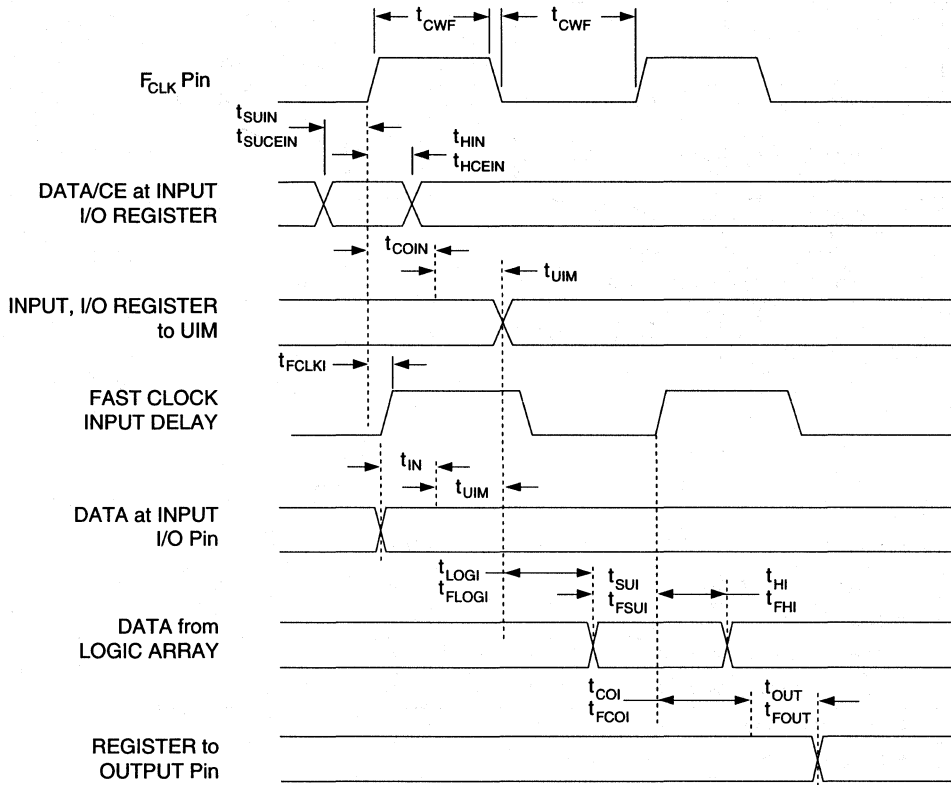 tCWF tCWF
FCLK Pin
tSUIN
tSUCEIN
tHIN
tHCEIN
DATA/CE at INPUT
I/O REGISTER
tCOIN
tUIM
INPUT, I/O REGISTER
to UIM
tFCLKI
FAST CLOCK
INPUT DELAY
tIN
tUIM
DATA at INPUT
I/O Pin
tLOGI
tFLOGI
tSUI
tFSUI
tHI
tFHI
DATA from
LOGIC ARRAY
tCOI
tFCOI
tOUT
tFOUT
REGISTER to
OUTPUT Pin